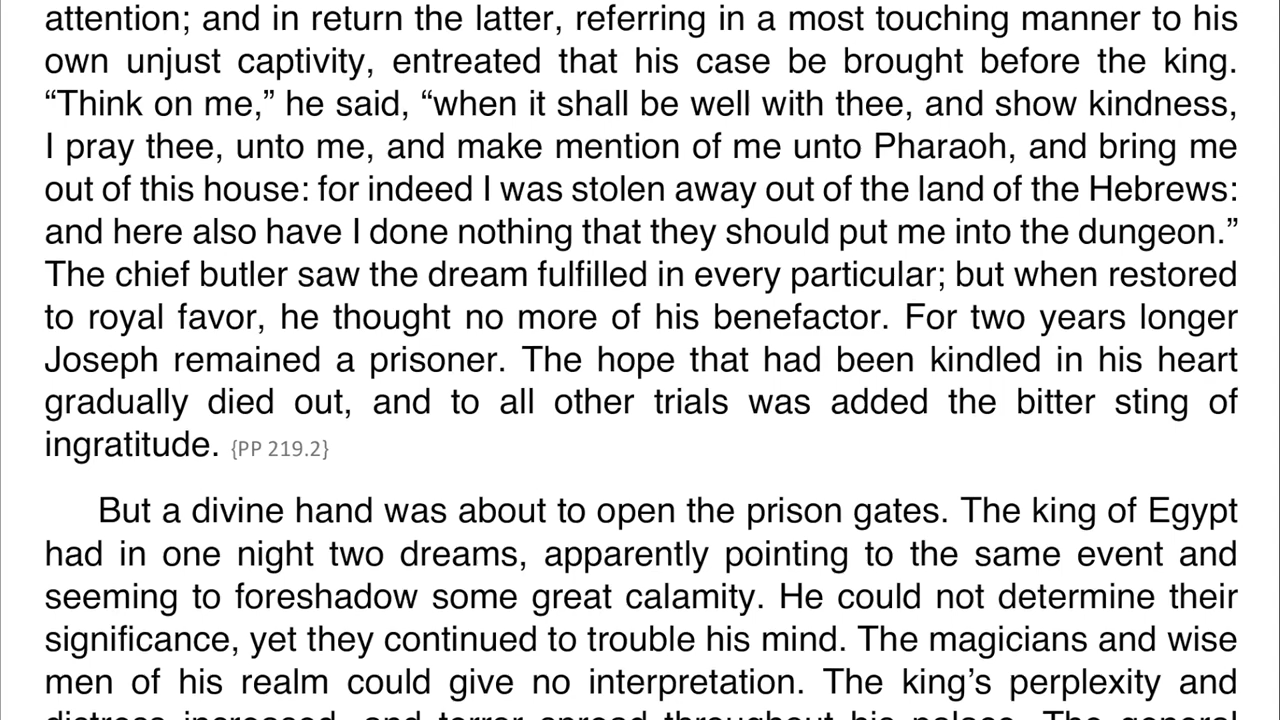 attention; and in return the latter, referring in a most touching manner to his
own unjust captivity, entreated that his case be brought before the king.
“Think on me,” he said, “when it shall be well with thee, and show kindness,
I pray thee, unto me, and make mention of me unto Pharaoh, and bring me
out of this house: for indeed I was stolen away out of the land of the Hebrews:
and here also have I done nothing that they should put me into the dungeon.”
The chief butler saw the dream fulfilled in every particular; but when restored
to royal favor, he thought no more of his benefactor. For two years longer
Joseph remained a prisoner. The hope that had been kindled in his heart
gradually died out, and to all other trials was added the bitter sting of
ingratitude. {PP 219.2}
But a divine hand was about to open the prison gates. The king of Egypt
had in one night two dreams, apparently pointing to the same event and
seeming to foreshadow some great calamity. He could not determine their
significance, yet they continued to trouble his mind. The magicians and wise
men of his realm could give no interpretation. The king’s perplexity and
distress increased, and terror spread throughout his palace. The general